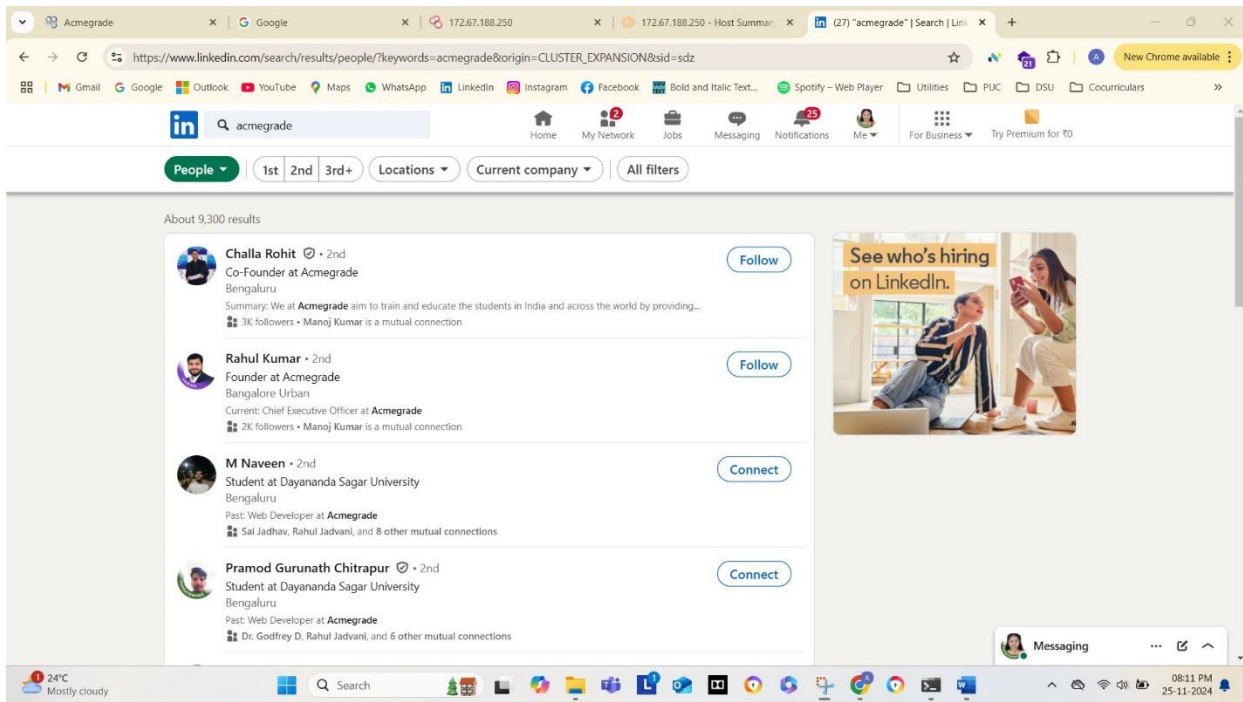 Acmegrade
Google
172.67.188.250
172.67.188.250 - Host Summar
(27) "acmegrade" | Search | Link
https://www.linkedin.com/search/results/people/?keywords=acmegrade&origin=CLUSTER_EXPANSION&sid=sdz
21
A
New Chrome available
Gmail
Google
Outlook
YouTube
Maps
WhatsApp
LinkedIn
Instagram
Facebook
Bold and Italic Text...
Spotify – Web Player
Utilities
PUC
DSU
Cocurriculars
in
acmegrade
Home
2
My Network
Jobs
Messaging
25
Notifications
Me
For Business
Try Premium for ₹0
People
1st
2nd
3rd+
Locations
Current company
All filters
About 9,300 results
Challa Rohit • 2nd
Co-Founder at Acmegrade
Bengaluru
Summary: We at Acmegrade aim to train and educate the students in India and across the world by providing...
3K followers • Manoj Kumar is a mutual connection
Follow
Rahul Kumar • 2nd
Founder at Acmegrade
Bangalore Urban
Current: Chief Executive Officer at Acmegrade
2K followers • Manoj Kumar is a mutual connection
Follow
M Naveen • 2nd
Student at Dayananda Sagar University
Bengaluru
Past: Web Developer at Acmegrade
Sai Jadhav, Rahul Jadvani, and 8 other mutual connections
Connect
Pramod Gurunath Chitrapur • 2nd
Student at Dayananda Sagar University
Bengaluru
Past: Web Developer at Acmegrade
Dr. Godfrey D, Rahul Jadvani, and 6 other mutual connections
Connect
See who's hiring
on LinkedIn.
Messaging
24°C
Mostly cloudy
Search
08:11 PM
25-11-2024